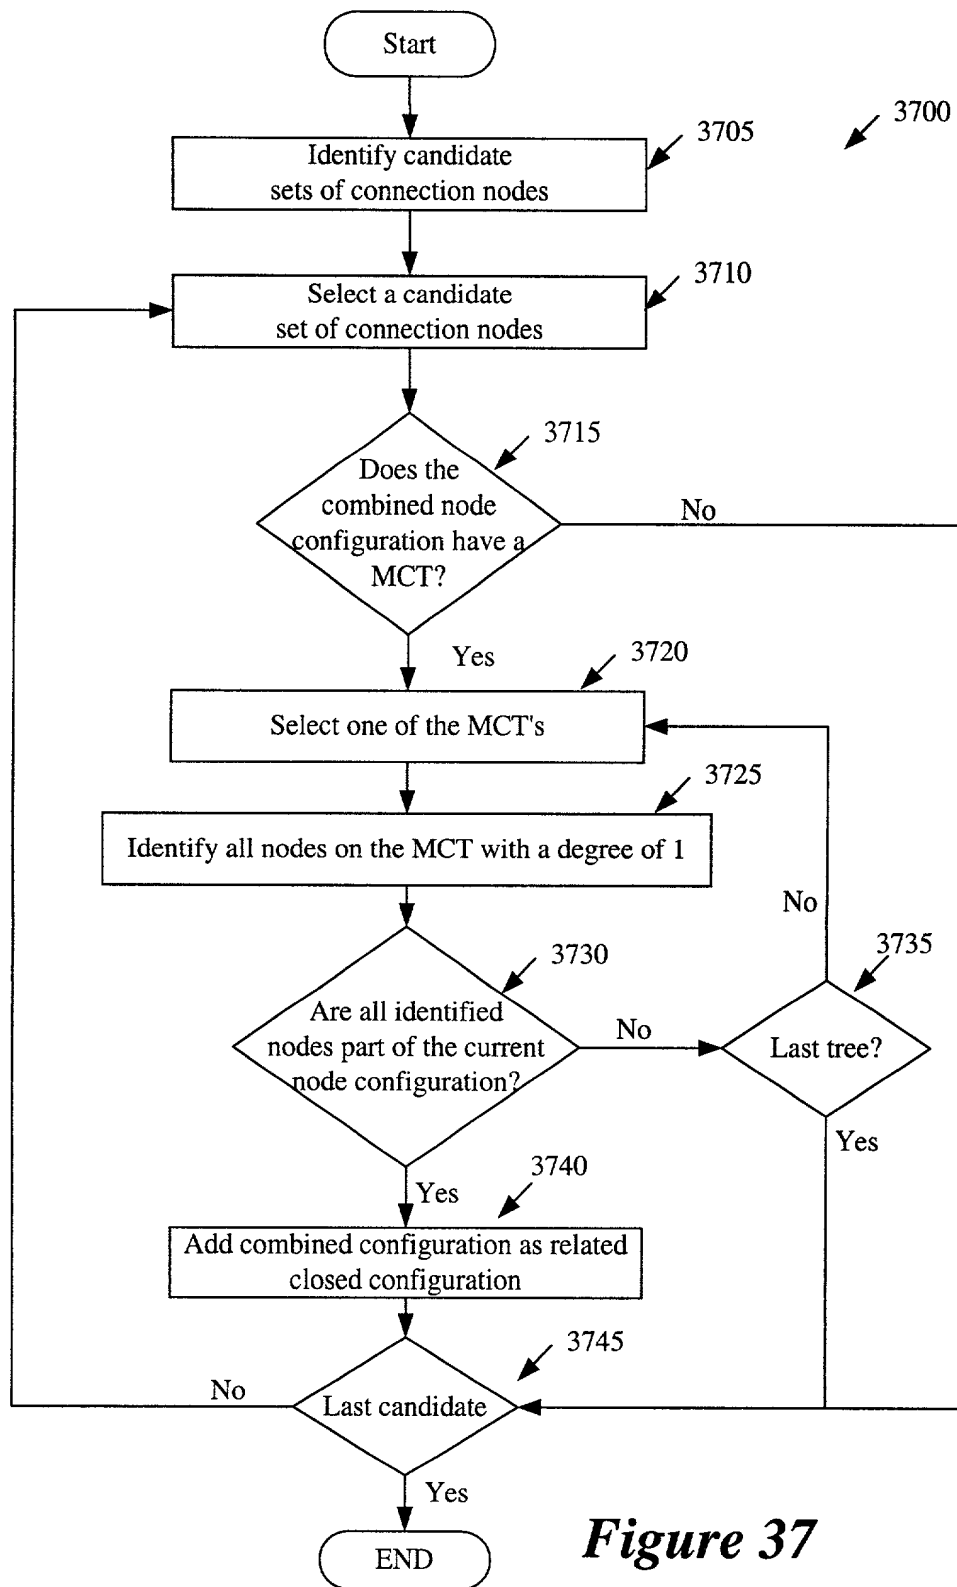 Start
3700
3705
Identify candidate
sets of connection nodes
3710
Select a candidate
set of connection nodes
3715
Does the
combined node
configuration have a
MCT?
No
Yes
3720
Select one of the MCT's
3725
Identify all nodes on the MCT with a degree of 1
No
3735
3730
Are all identified
nodes part of the current
node configuration?
No
Last tree?
Yes
3740
Yes
Add combined configuration as related
closed configuration
3745
No
Last candidate
Yes
END
Figure 37